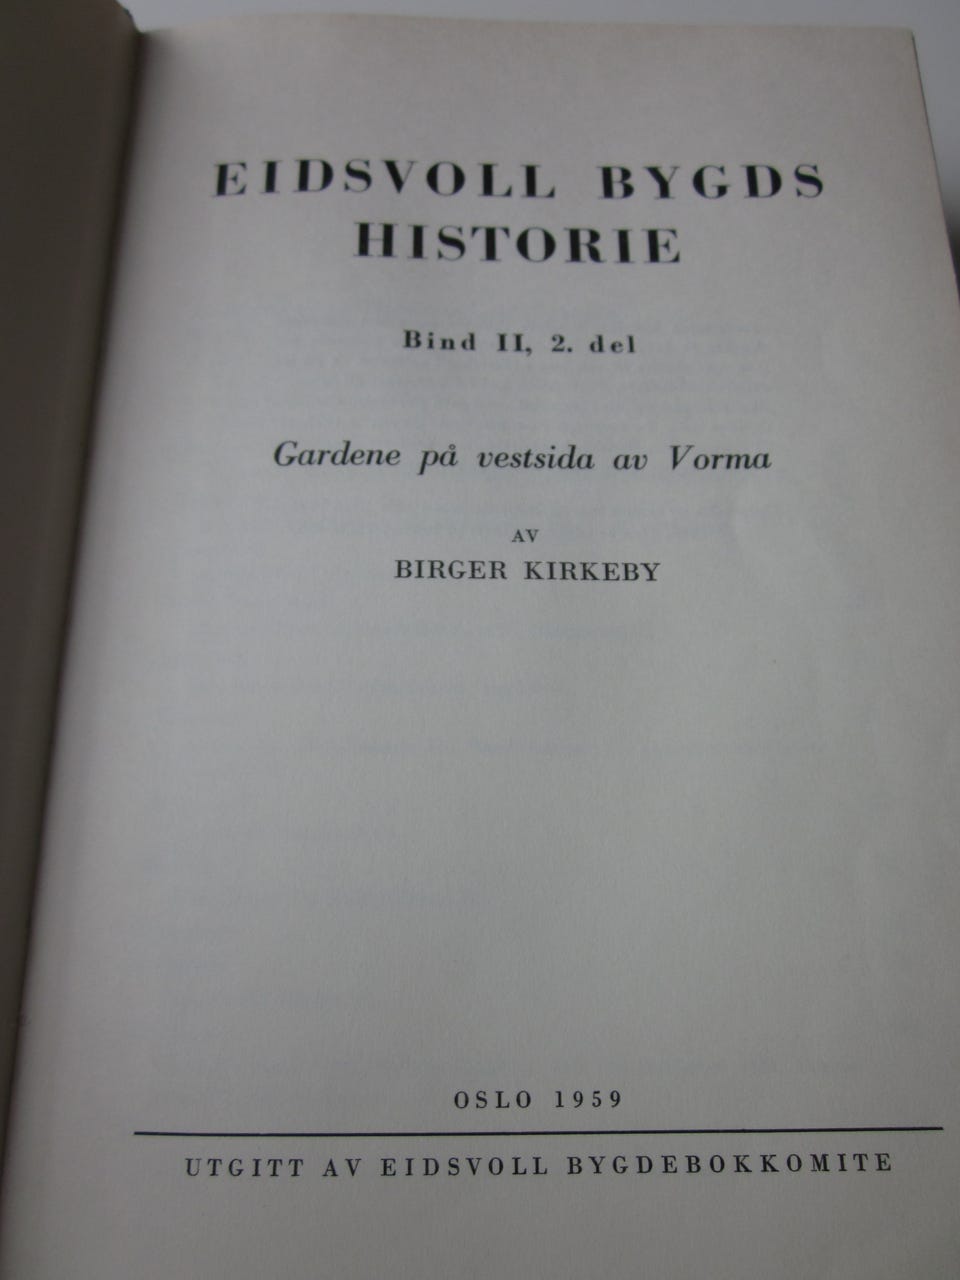 EIDSVOLL BYGDS
HISTORIE
Bind II, 2. del
Gardene på vestsida av Vorma
AV
BIRGER KIRKEBY
OSLO 1959
UTGITT AV EIDSVOLL BYGDEBOKKOMITE